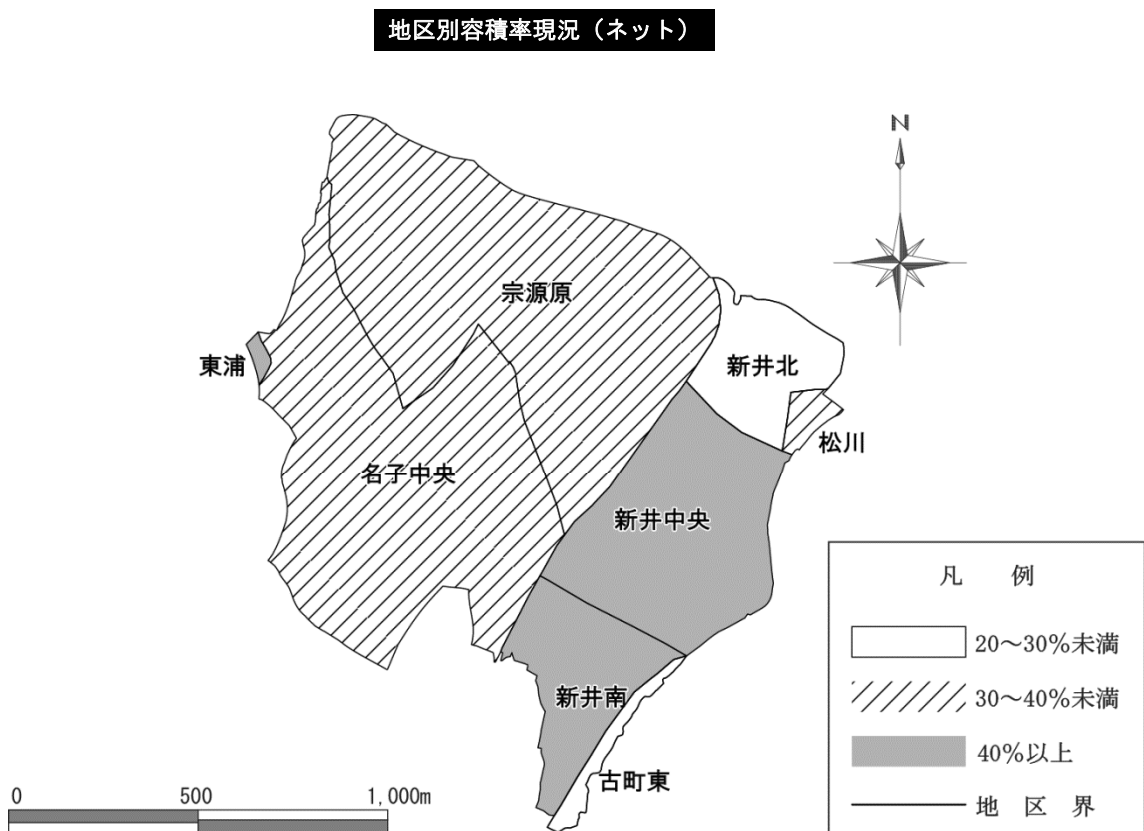 地区別容積率現況（ネット）
N
宗源原
新井北
東浦
松川
名子中央
新井中央
凡 例
20～30%未満
30～40%未満
新井南
40%以上
古町東
地 区 界
0 500 1,000m